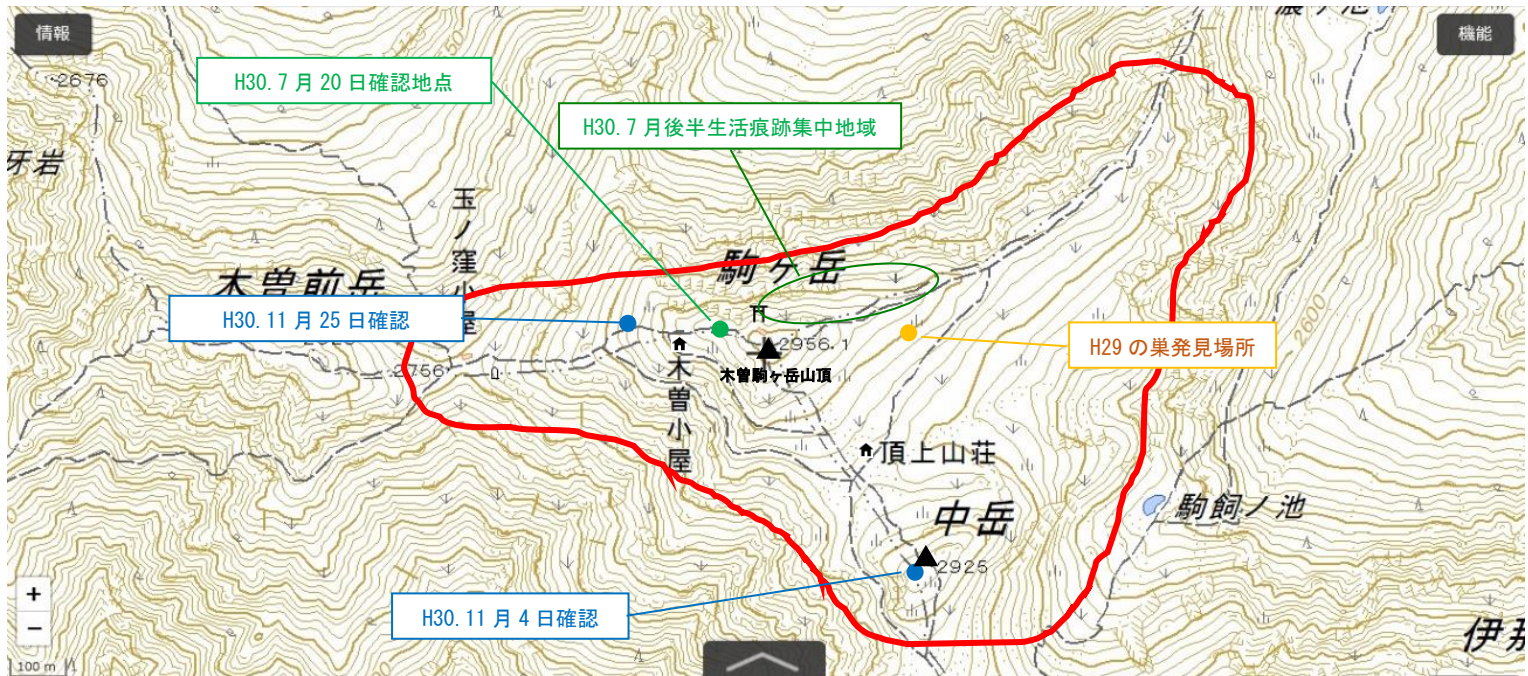 情報
濃ヶ池
機能
2676
H30.7月20日確認地点
H30.7月後半生活痕跡集中地域
牙岩
玉ノ窪小屋
駒ヶ岳
木曽前岳
H30.11月25日確認
2956.1
H29の巣発見場所
2600
2756
木曽駒ヶ岳山頂
木曽小屋
頂上山荘
駒飼ノ池
中岳
2925
+
−
H30.11月4日確認
伊那
100 m